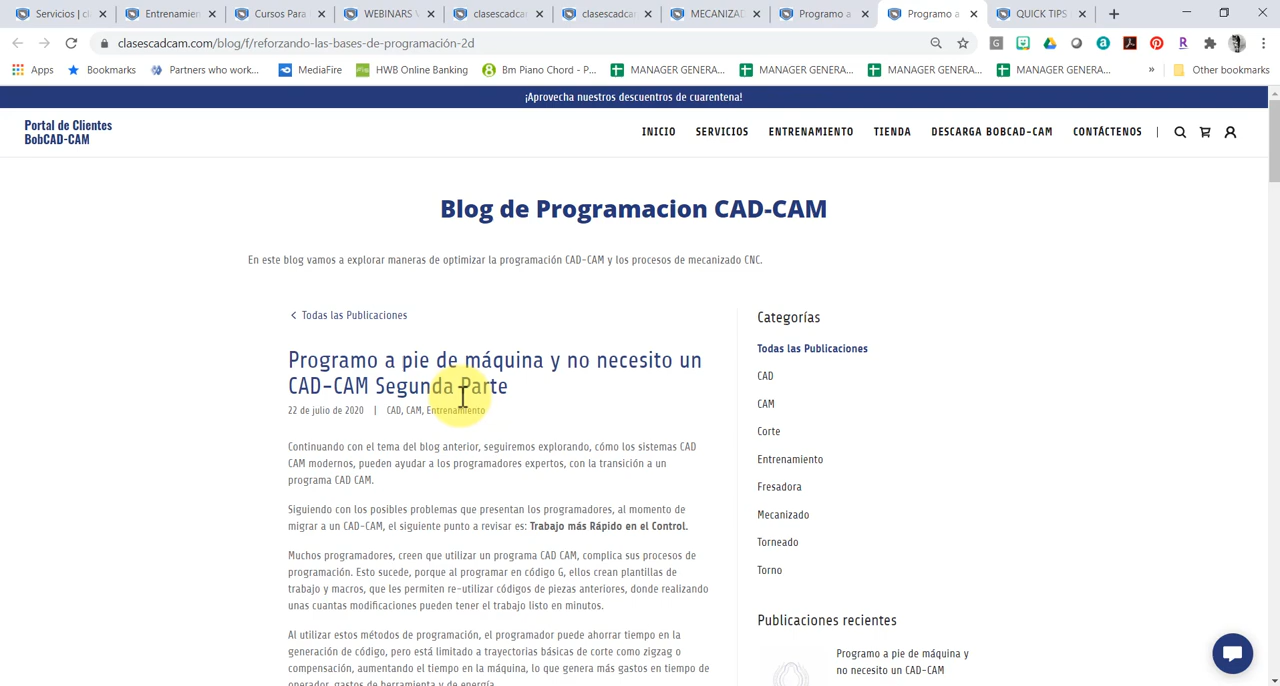 Servicios | cl
Entrenamien
Cursos Para
WEBINARS
clasescadcar
clasescadcar
MECANIZAD
Programo a
Programo a
QUICK TIPS
clasescadcam.com/blog/f/reforzando-las-bases-de-programación-2d
Apps
Bookmarks
Partners who work...
MediaFire
HWB Online Banking
Bm Piano Chord - P...
MANAGER GENERA...
MANAGER GENERA...
MANAGER GENERA...
MANAGER GENERA...
»
Other bookmarks
¡Aprovecha nuestros descuentros de cuarentena!
Portal de Clientes
BobCAD-CAM
INICIO
SERVICIOS
ENTRENAMIENTO
TIENDA
DESCARGA BOBCAD-CAM
CONTÁCTENOS
Blog de Programacion CAD-CAM
En este blog vamos a explorar maneras de optimizar la programación CAD-CAM y los procesos de mecanizado CNC.
Todas las Publicaciones
Programo a pie de máquina y no necesito un
CAD-CAM Segunda Parte
22 de julio de 2020 | CAD, CAM, Entrenamiento
Continuando con el tema del blog anterior, seguiremos explorando, cómo los sistemas CAD
CAM modernos, pueden ayudar a los programadores expertos, con la transición a un
programa CAD CAM.
Siguiendo con los posibles problemas que presentan los programadores, al momento de
migrar a un CAD-CAM, el siguiente punto a revisar es: Trabajo más Rápido en el Control.
Muchos programadores, creen que utilizar un programa CAD CAM, complica sus procesos de
programación. Esto sucede, porque al programar en código G, ellos crean plantillas de
trabajo y macros, que les permiten re-utilizar códigos de piezas anteriores, donde realizando
unas cuantas modificaciones pueden tener el trabajo listo en minutos.
Al utilizar estos métodos de programación, el programador puede ahorrar tiempo en la
generación de código, pero está limitado a trayectorias básicas de corte como zigzag o
compensación, aumentando el tiempo en la máquina, lo que genera más gastos en tiempo de
operador, gastos de herramienta y de energía.
Categorías
Todas las Publicaciones
CAD
CAM
Corte
Entrenamiento
Fresadora
Mecanizado
Torneado
Torno
Publicaciones recientes
Programo a pie de máquina y
no necesito un CAD-CAM